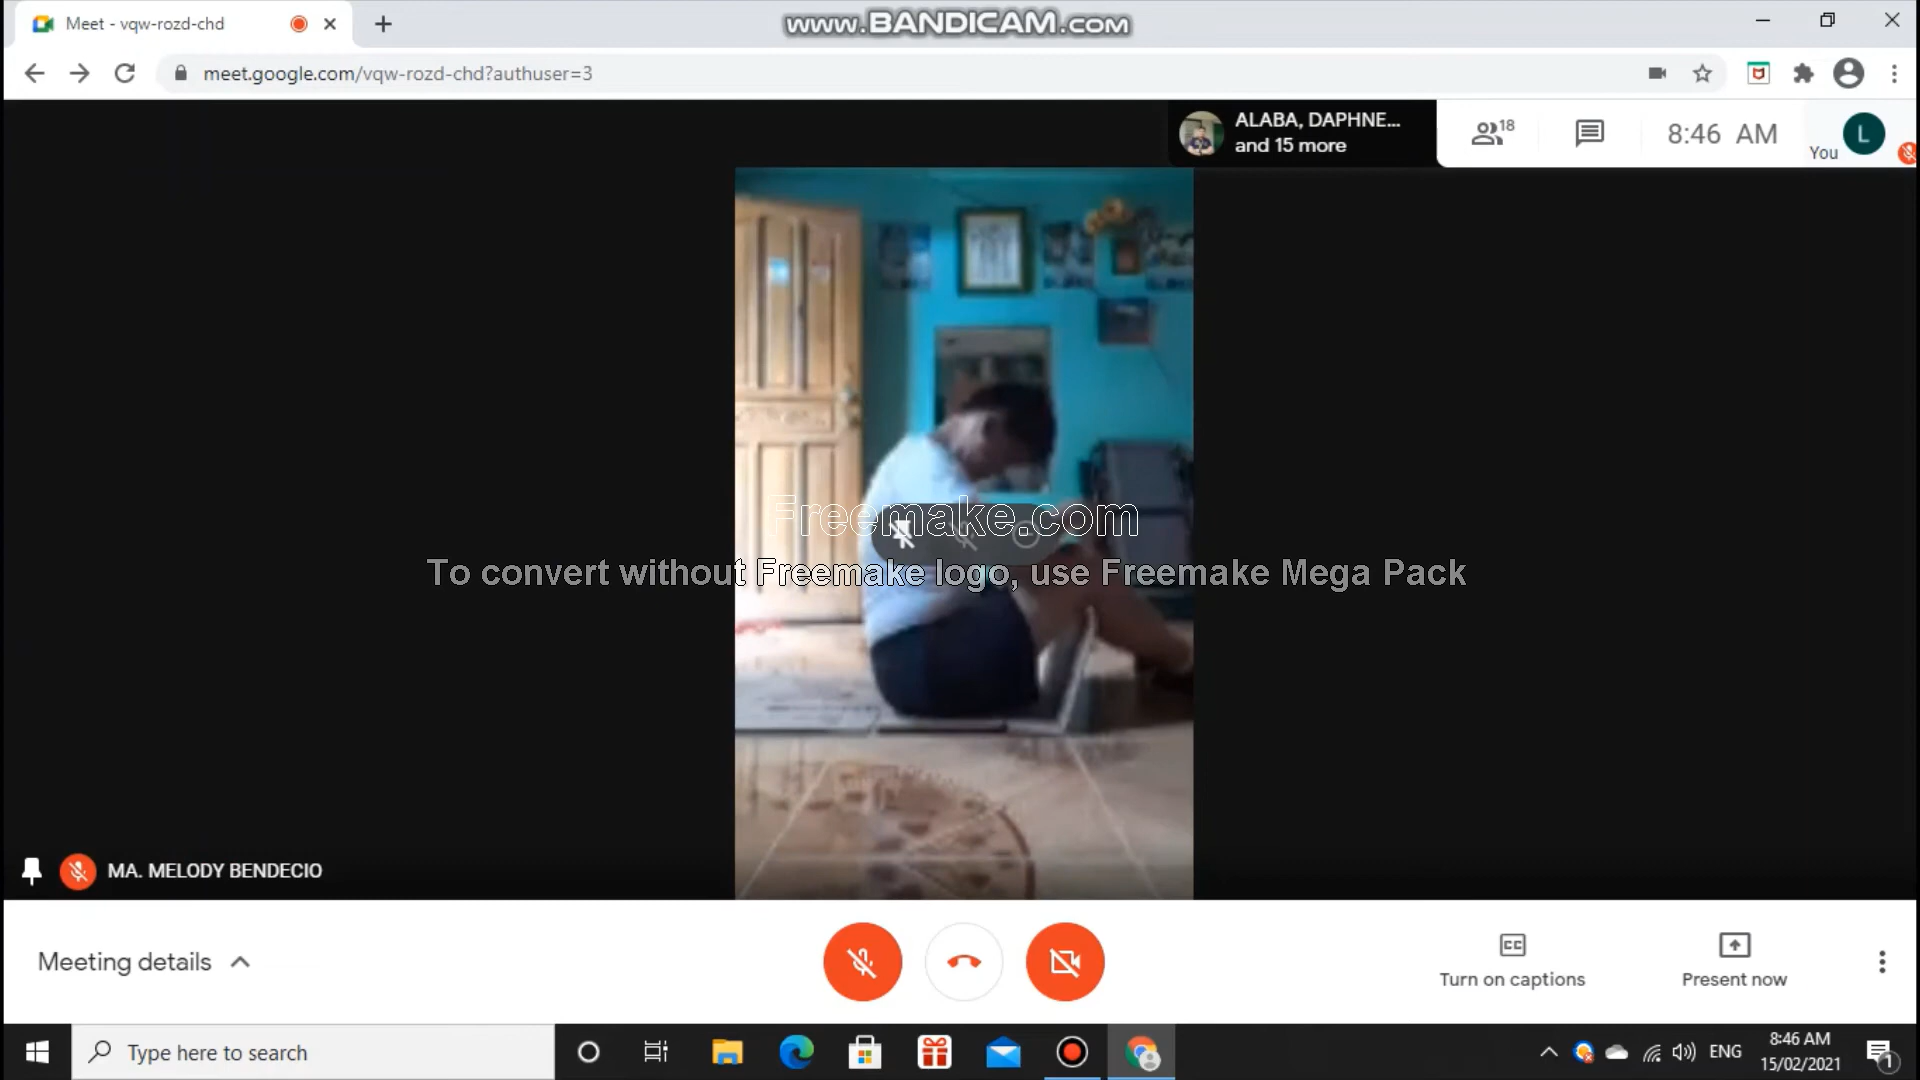 Meet - vqw-rozd-chd
www.BANDICAM.com
meet.google.com/vqw-rozd-chd?authuser=3
ALABA, DAPHNE...
and 15 more
18
8:46 AM
You
L
Freemake.com
To convert without Freemake logo, use Freemake Mega Pack
MA. MELODY BENDECIO
Meeting details
CC
Turn on captions
Present now
Type here to search
ENG
8:46 AM
15/02/2021
1